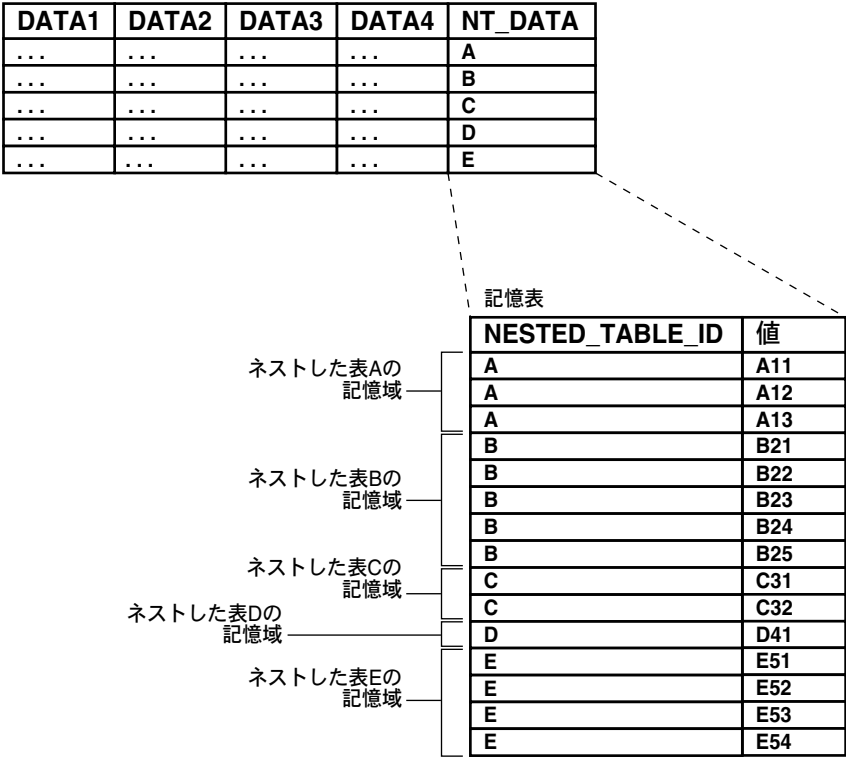 DATA1 DATA2 DATA3 DATA4 NT_DATA
... ... ... ... A
... ... ... ... B
... ... ... ... C
... ... ... ... D
... ... ... ... E
記憶表
NESTED_TABLE_ID 値
ネストした表Aの
記憶域
A A11
A A12
A A13
ネストした表Bの
記憶域
B B21
B B22
B B23
B B24
B B25
ネストした表Cの
記憶域
C C31
C C32
ネストした表Dの
記憶域
D D41
ネストした表Eの
記憶域
E E51
E E52
E E53
E E54